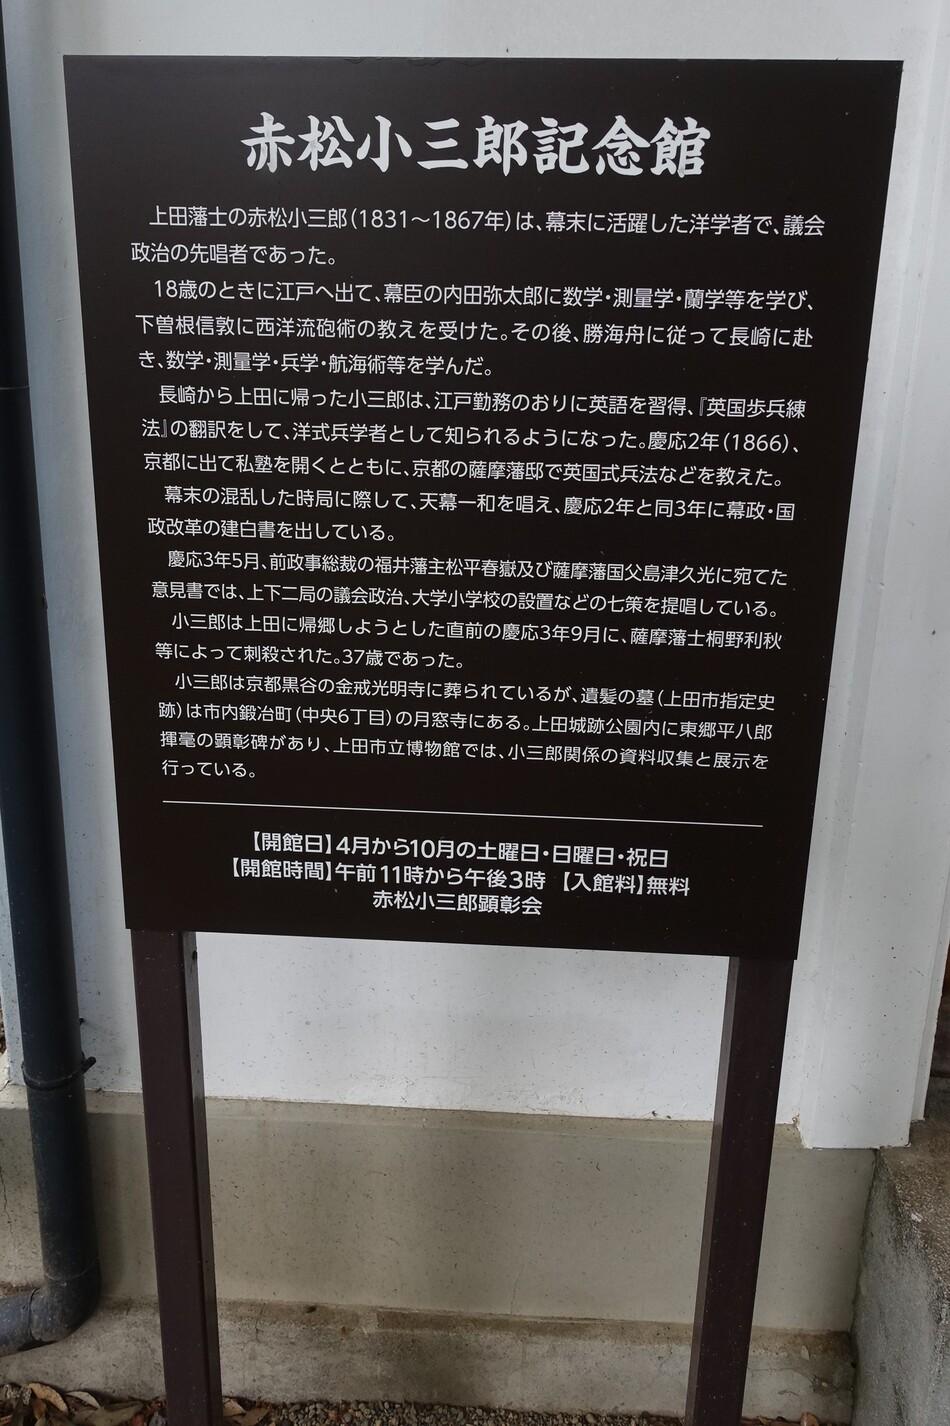 赤松小三郎記念館
上田藩士の赤松小三郎(1831～1867年)は、幕末に活躍した洋学者で、議会
政治の先唱者であった。
18歳のときに江戸へ出て、幕臣の内田弥太郎に数学・測量学・蘭学等を学び、
下曽根信敦に西洋流砲術の教えを受けた。その後、勝海舟に従って長崎に赴
き、数学・測量学・兵学・航海術等を学んだ。
長崎から上田に帰った小三郎は、江戸勤務のおりに英語を習得、『英国歩兵練
法』の翻訳をして、洋式兵学者として知られるようになった。慶応2年(1866)、
京都に出て私塾を開くとともに、京都の薩摩藩邸で英国式兵法などを教えた。
幕末の混乱した時局に際して、天幕一和を唱え、慶応2年と同3年に幕政・国
政改革の建白書を出している。
慶応3年5月、前政事総裁の福井藩主松平春嶽及び薩摩藩国父島津久光に宛てた
意見書では、上下二局の議会政治、大学小学校の設置などの七策を提唱している。
小三郎は上田に帰郷しようとした直前の慶応3年9月に、薩摩藩士桐野利秋
等によって刺殺された。37歳であった。
小三郎は京都黒谷の金戒光明寺に葬られているが、遺髪の墓(上田市指定史
跡)は市内鍛冶町(中央6丁目)の月窓寺にある。上田城跡公園内に東郷平八郎
揮毫の顕彰碑があり、上田市立博物館では、小三郎関係の資料収集と展示を
行っている。
【開館日】4月から10月の土曜日・日曜日・祝日
【開館時間】午前11時から午後3時 【入館料】無料
赤松小三郎顕彰会